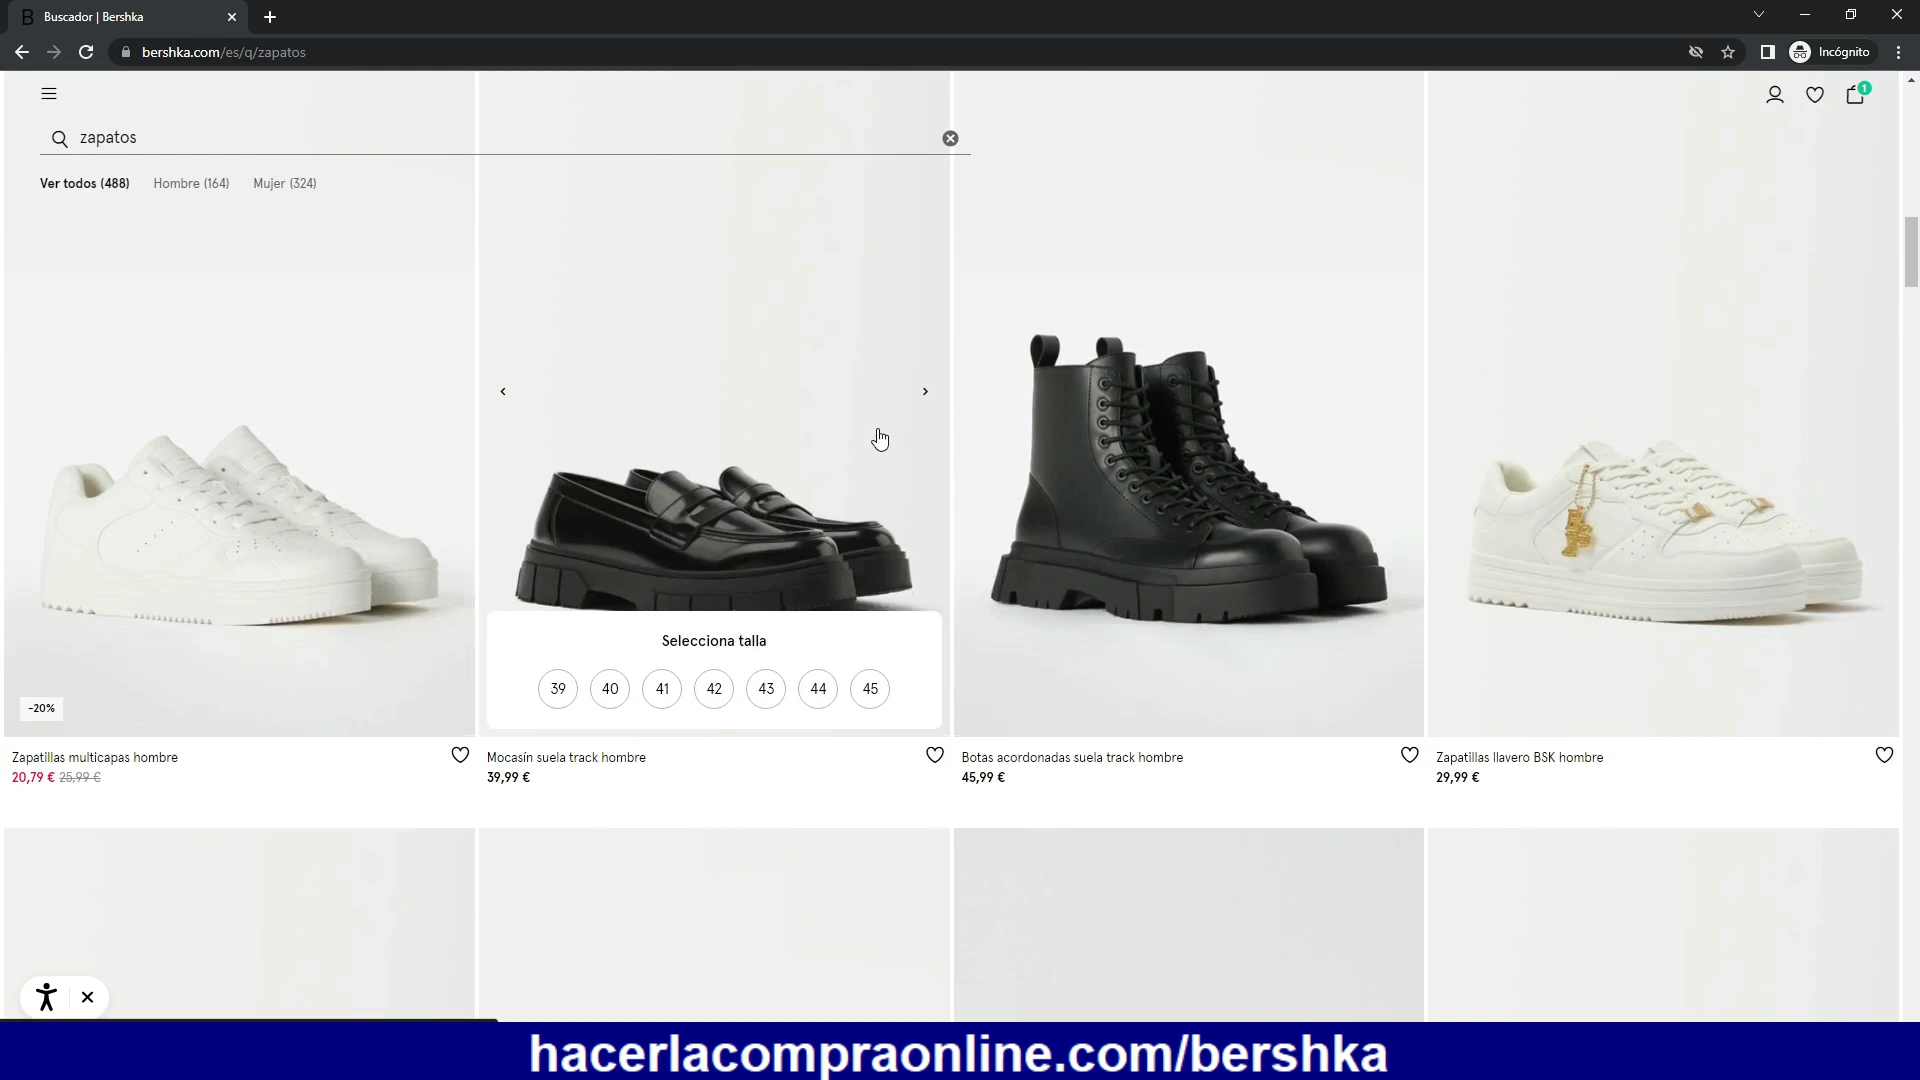 Buscador | Bershka
bershka.com/es/q/zapatos
Incógnito
1
zapatos
Ver todos (488) Hombre (164) Mujer (324)
Selecciona talla
39 40 41 42 43 44 45
-20%
Zapatillas multicapas hombre
20,79 € 25,99 €
Mocasín suela track hombre
39,99 €
Botas acordonadas suela track hombre
45,99 €
Zapatillas llavero BSK hombre
29,99 €
hacerlacompraonline.com/bershka